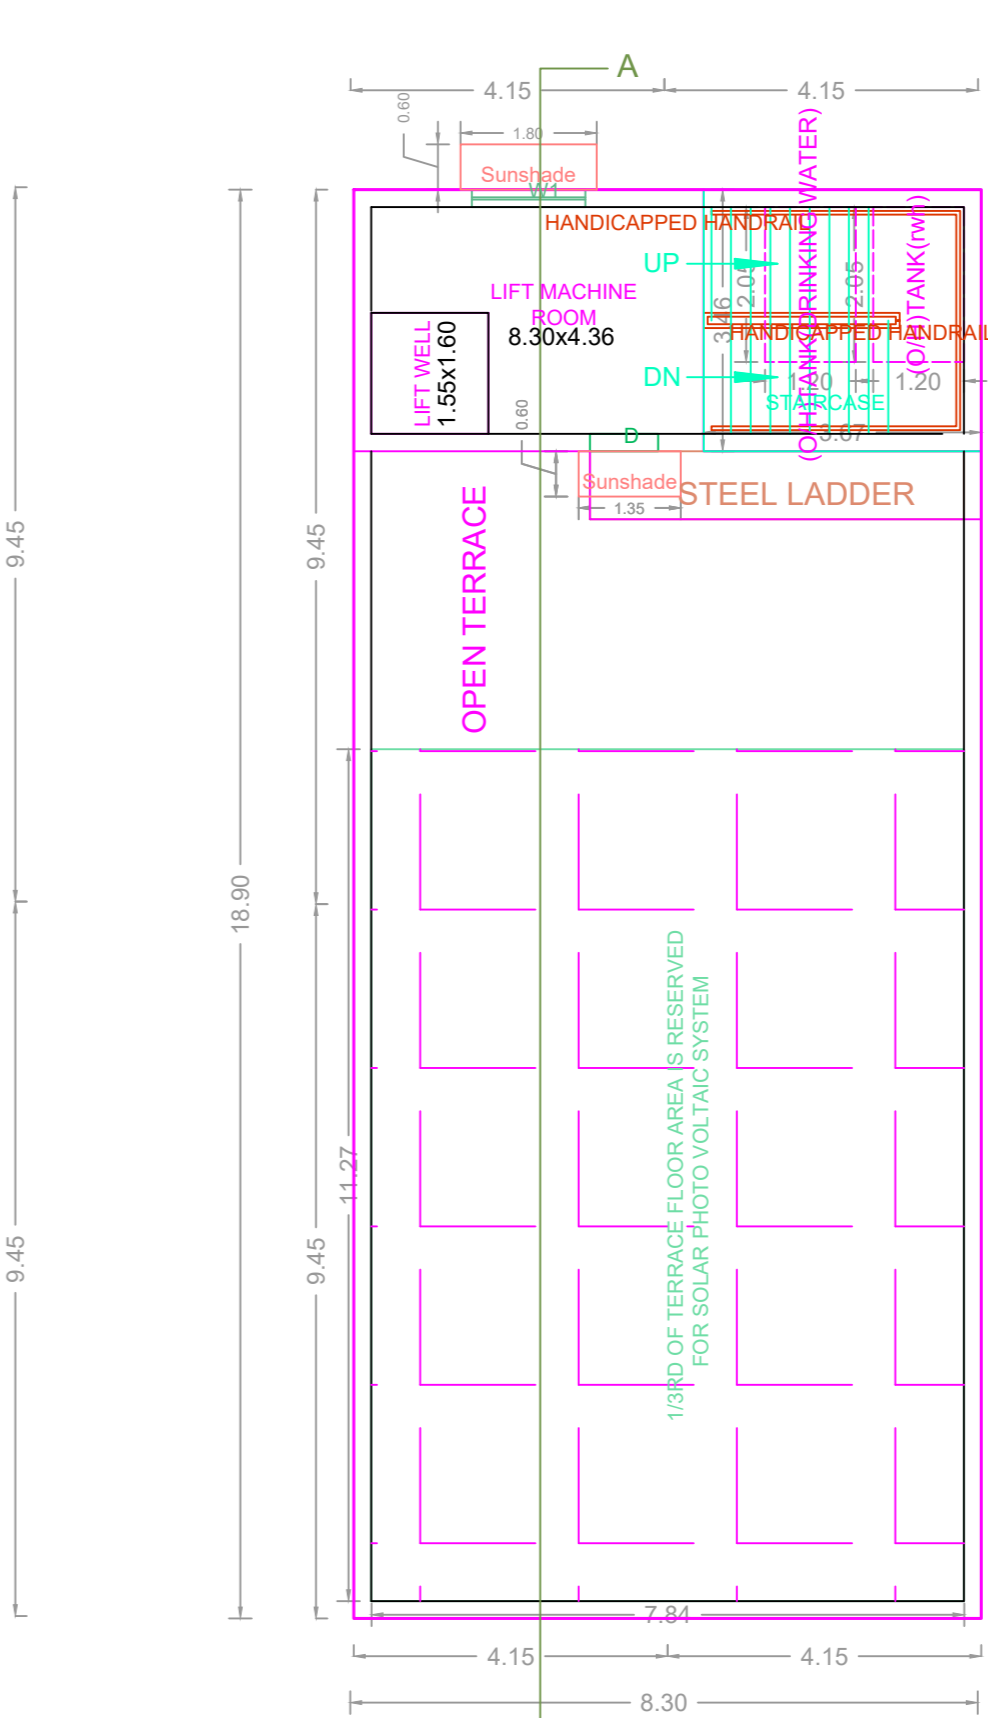 A
4.15
4.15
0.60
1.80
Sunshade
W1
HANDICAPPED HANDRAIL
(O/H)TANK(DRINKING WATER)
(O/H)TANK(rwh)
UP
2.05
2.05
3.46
LIFT MACHINE
ROOM
8.30x4.36
HANDICAPPED HANDRAIL
LIFT WELL
1.55x1.60
DN
1.20
1.20
STAIRCASE
0.60
D
3.67
Sunshade
STEEL LADDER
1.35
9.45
9.45
OPEN TERRACE
18.90
1/3RD OF TERRACE FLOOR AREA IS RESERVED
FOR SOLAR PHOTO VOLTAIC SYSTEM
11.27
9.45
9.45
7.84
4.15
4.15
8.30